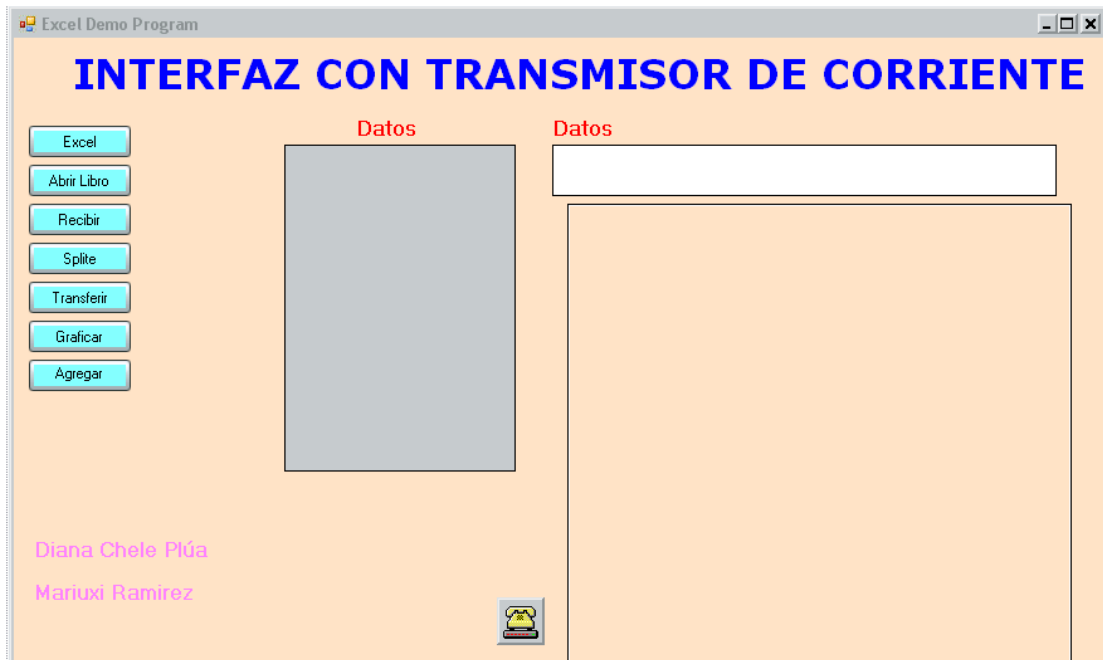 Excel Demo Program
INTERFAZ CON TRANSMISOR DE CORRIENTE
Datos
Datos
Excel
Abrir Libro
Recibir
Splite
Transferir
Graficar
Agregar
Diana Chele Plúa
Mariuxi Ramirez